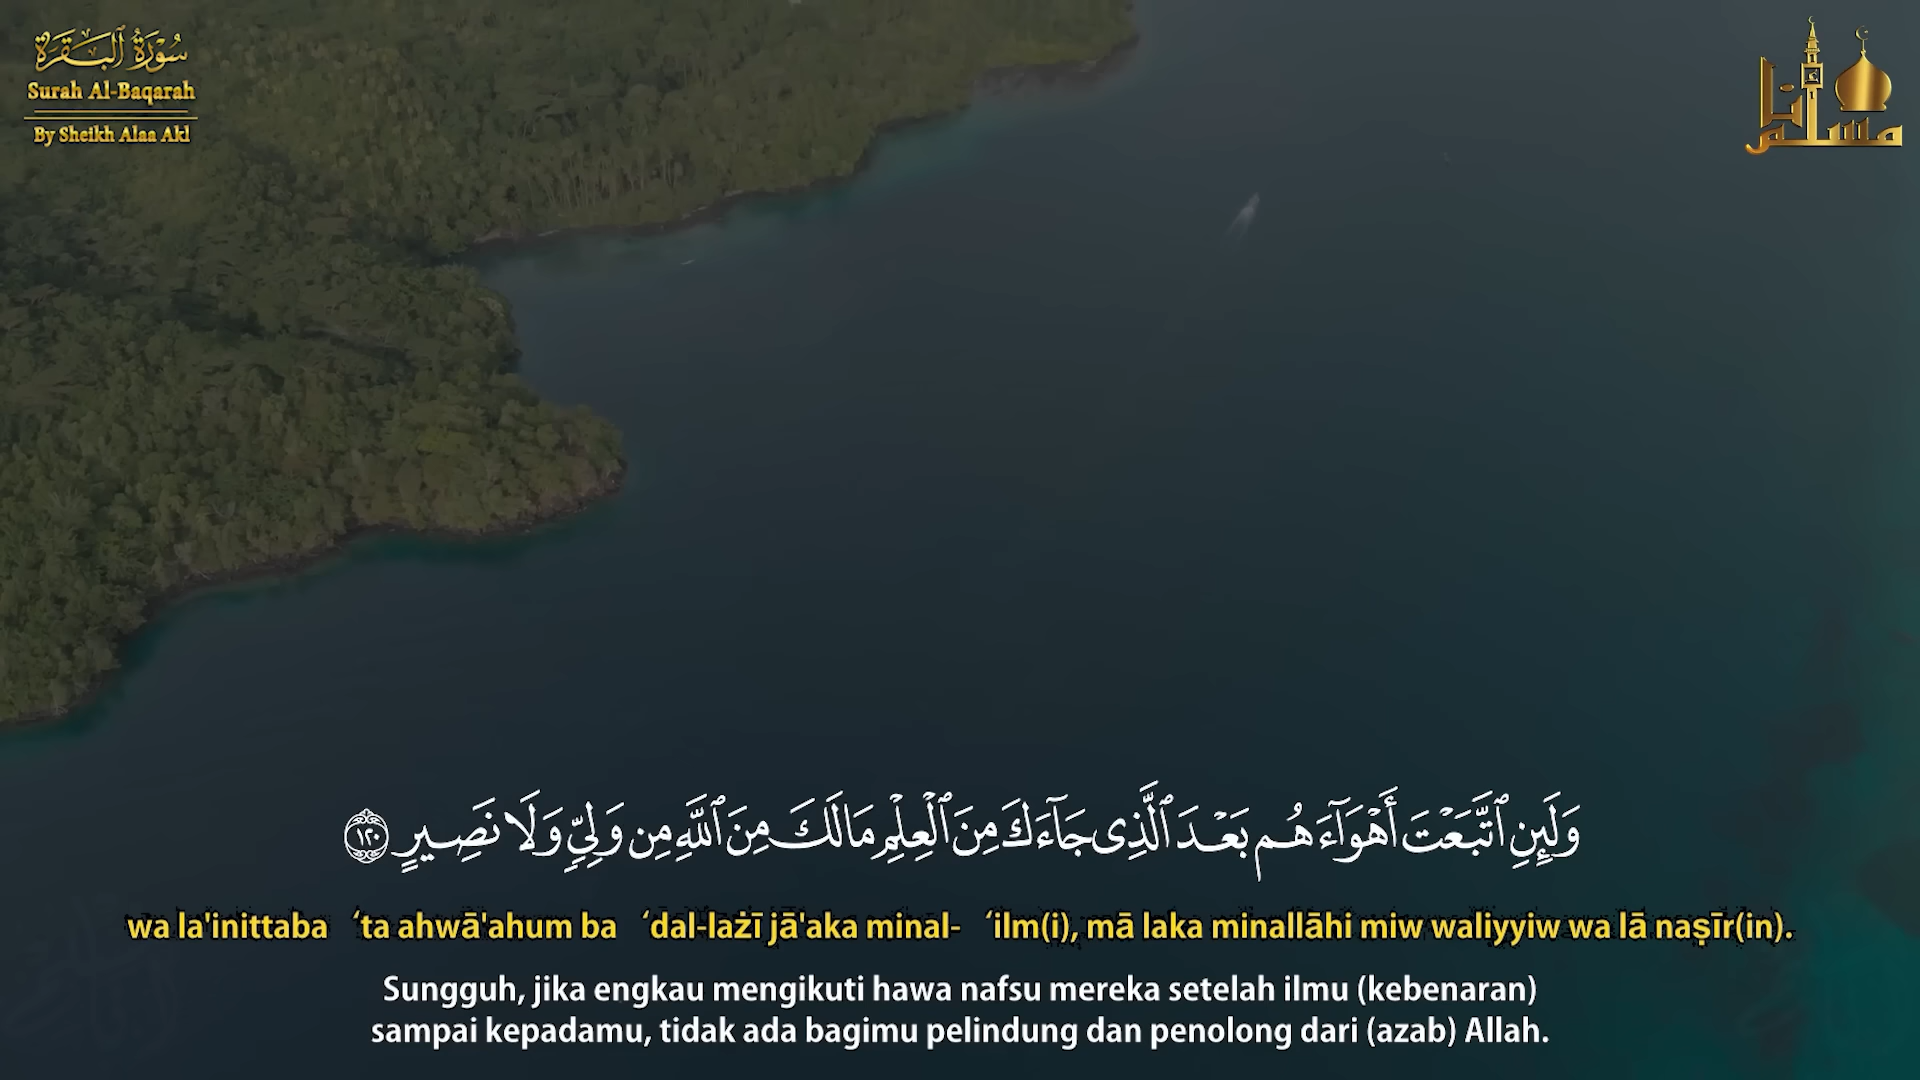 سُورَةُ ٱلْبَقَرَةِ
Surah Al-Baqarah
By Sheikh Alaa Akl
أنا
مسلم
وَلَئِنِ ٱتَّبَعْتَ أَهْوَآءَهُم بَعْدَ ٱلَّذِى جَآءَكَ مِنَ ٱلْعِلْمِ مَا لَكَ مِنَ ٱللَّهِ مِن وَلِىٍّ وَلَا نَصِيرٍ ١٢٠
wa la'inittaba ‘ta ahwā'ahum ba ‘dal-lażī jā'aka minal- ‘ilm(i), mā laka minallāhi miw waliyyiw wa lā naṣīr(in).
Sungguh, jika engkau mengikuti hawa nafsu mereka setelah ilmu (kebenaran)
sampai kepadamu, tidak ada bagimu pelindung dan penolong dari (azab) Allah.